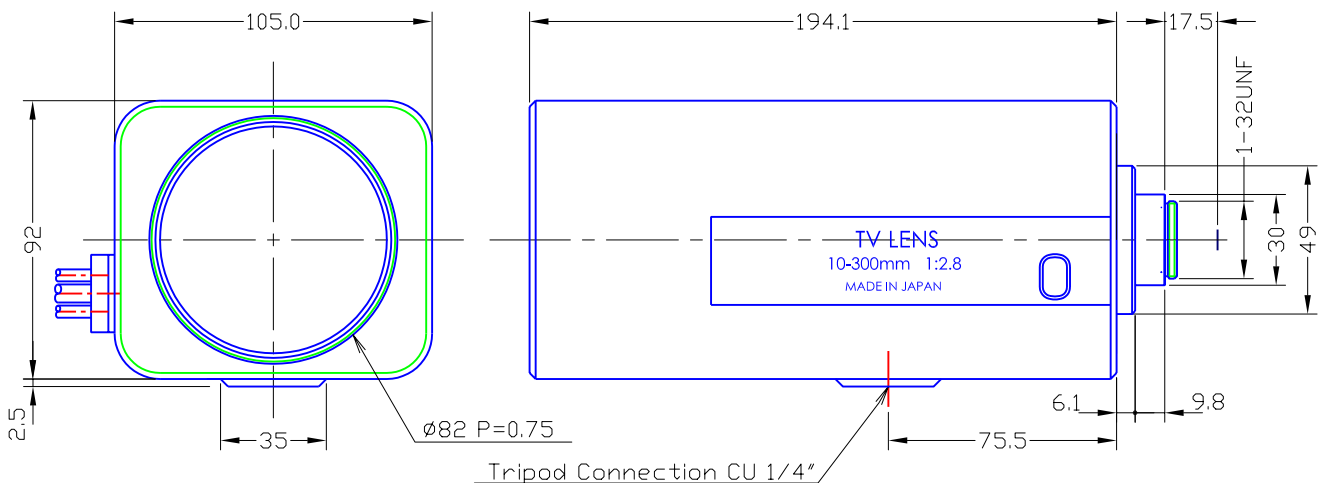 105.0
194.1
17.5
1-32UNF
92
TV LENS
10-300mm 1:2.8
MADE IN JAPAN
30
49
2.5
35
Ø82 P=0.75
6.1
9.8
75.5
Tripod Connection CU 1/4"